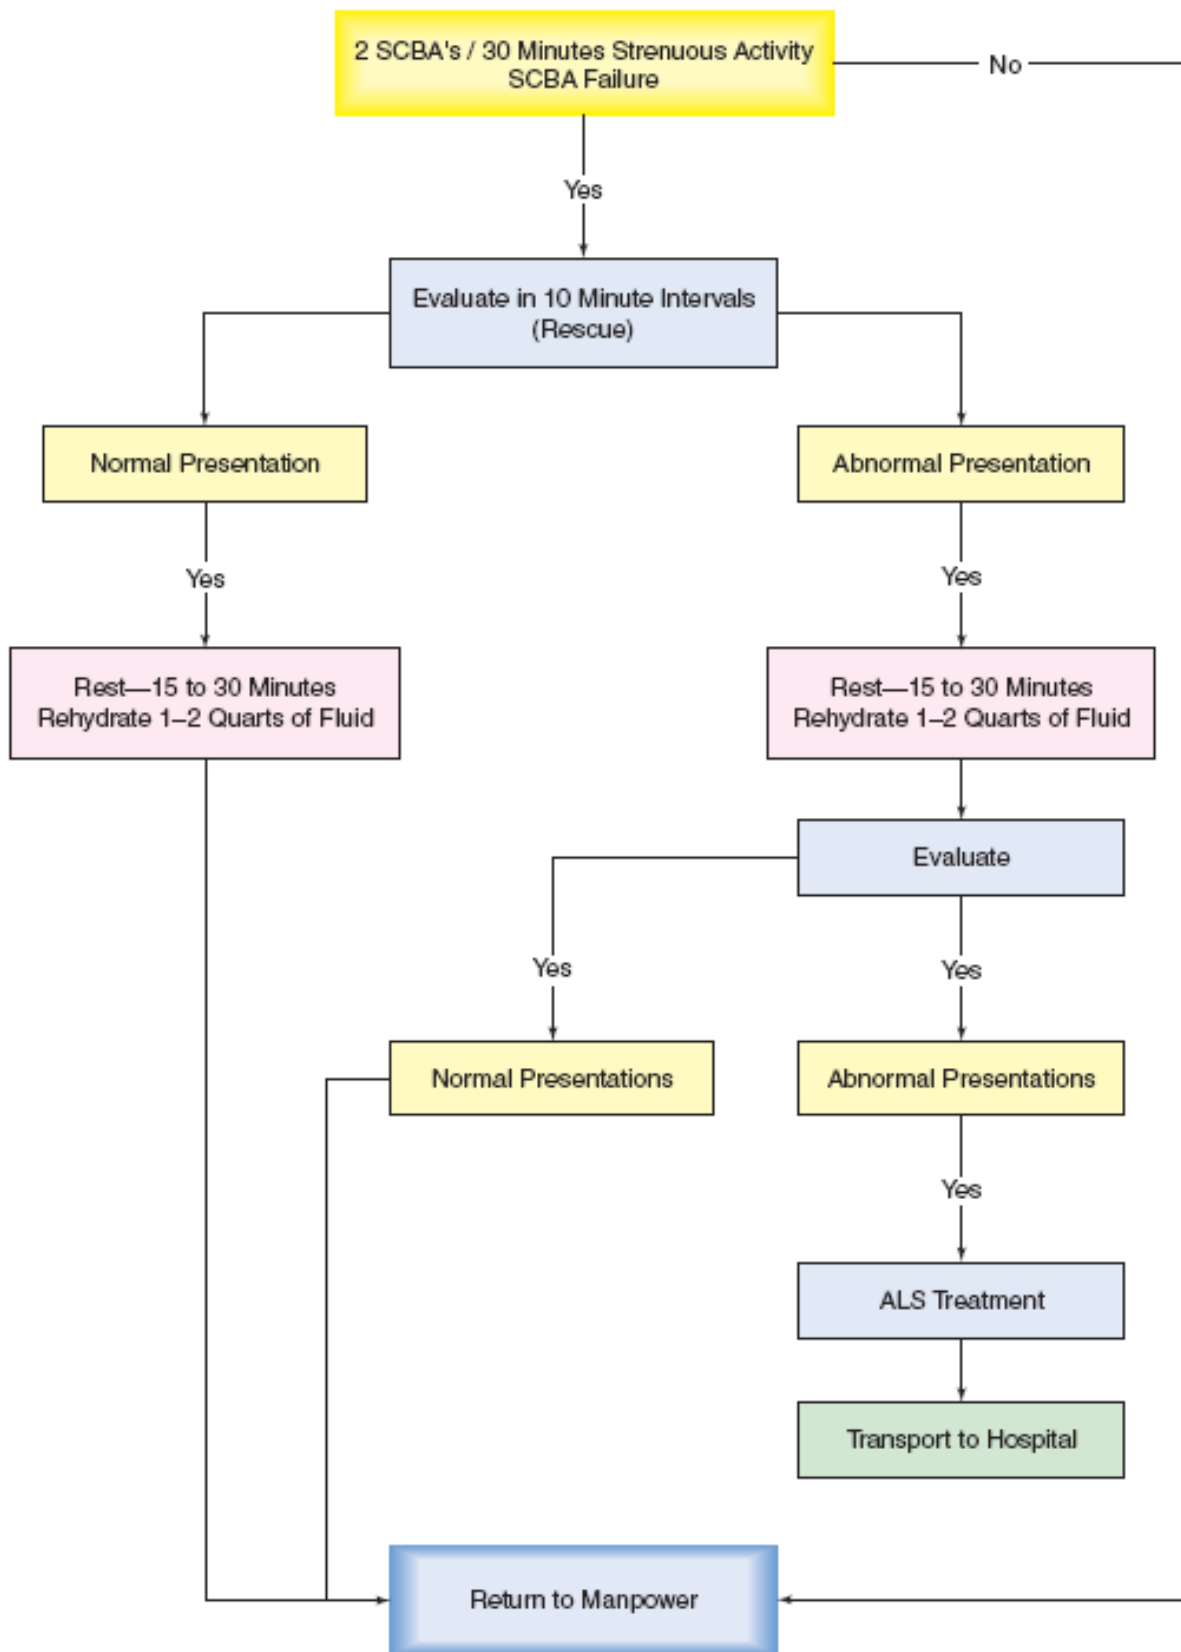 2 SCBA's / 30 Minutes Strenuous Activity
SCBA Failure
No
Yes
Evaluate in 10 Minute Intervals
(Rescue)
Normal Presentation
Abnormal Presentation
Yes
Yes
Rest—15 to 30 Minutes
Rehydrate 1–2 Quarts of Fluid
Rest—15 to 30 Minutes
Rehydrate 1–2 Quarts of Fluid
Evaluate
Yes
Yes
Normal Presentations
Abnormal Presentations
Yes
ALS Treatment
Transport to Hospital
Return to Manpower